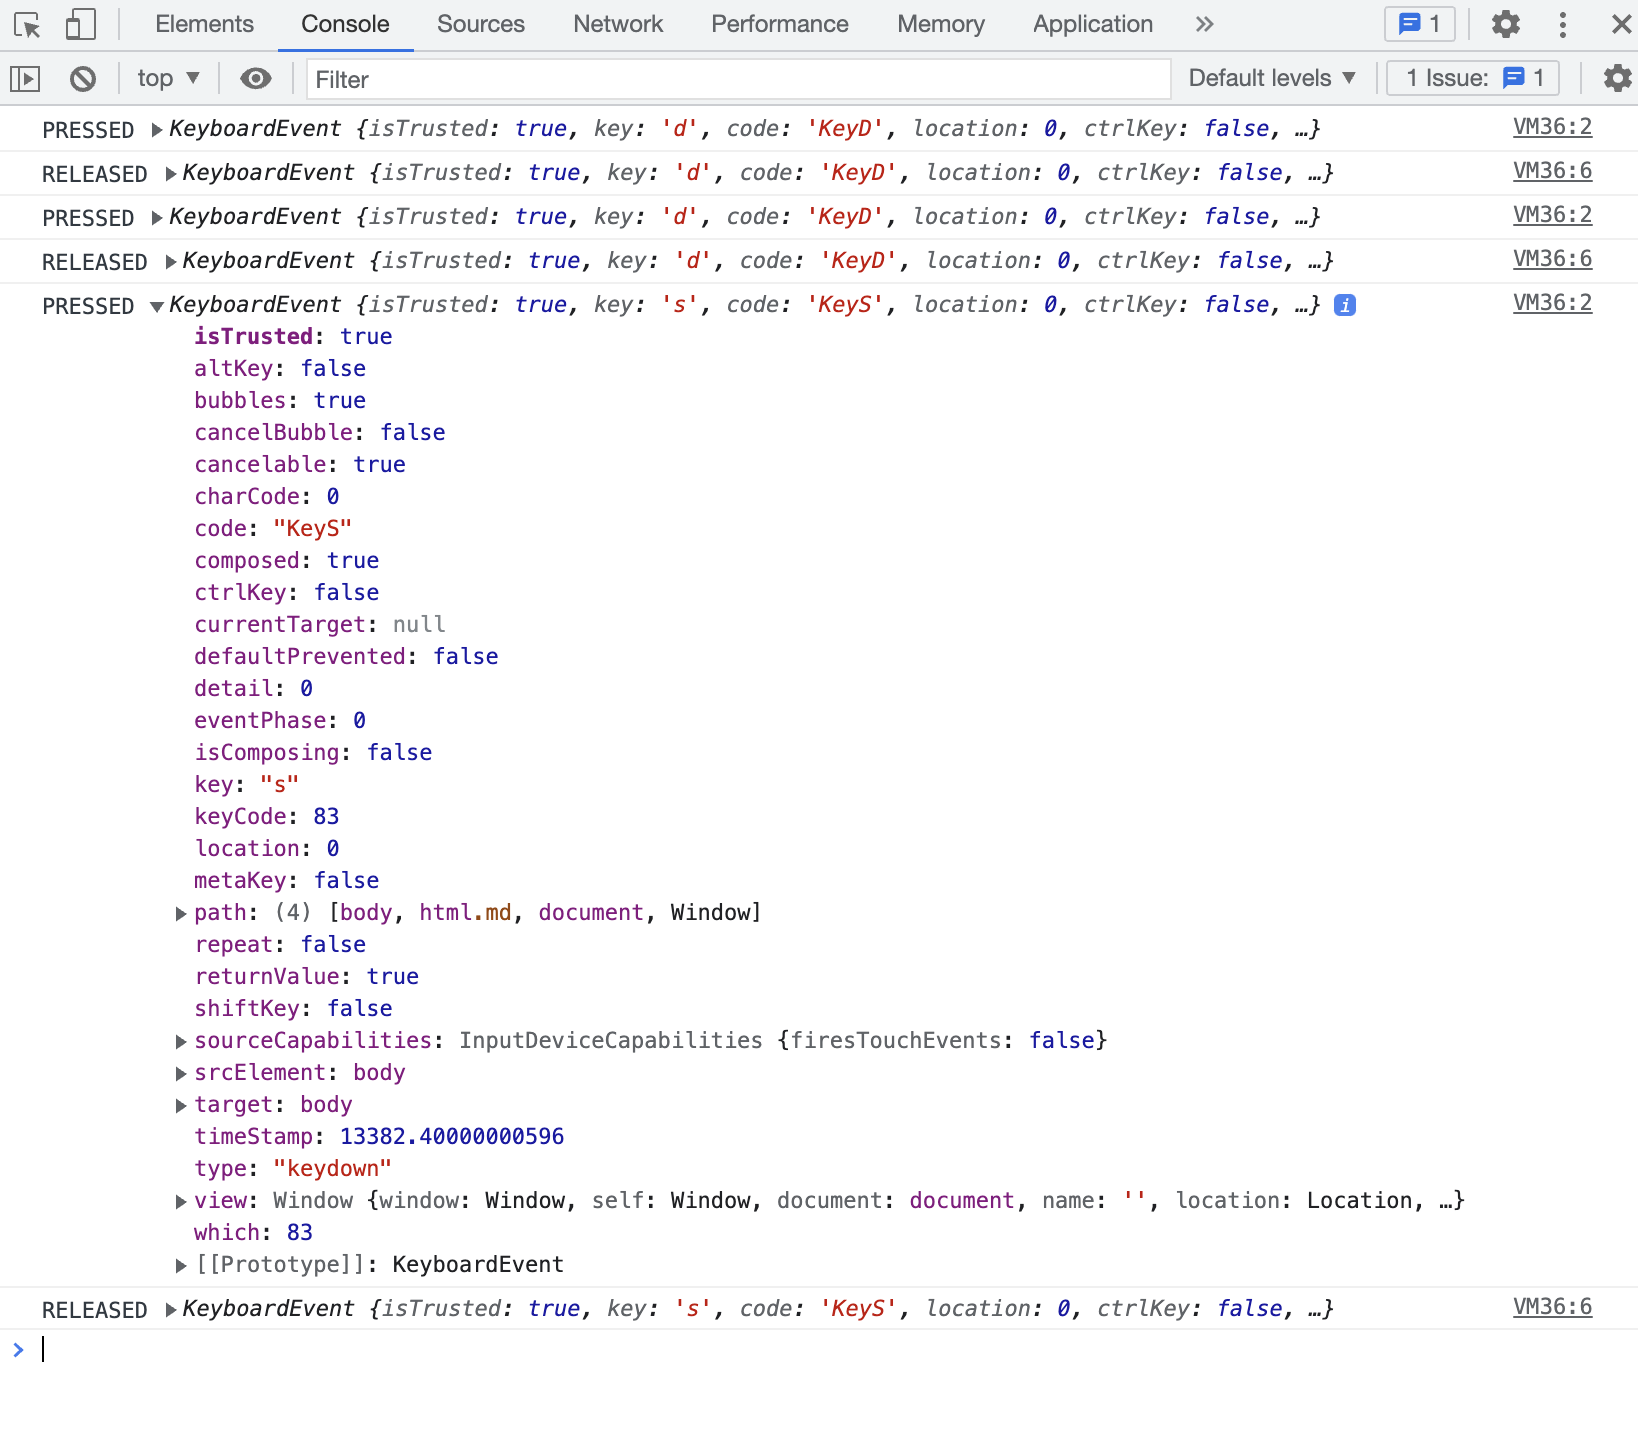 Elements Console Sources Network Performance Memory Application » 1
top ▼ Filter Default levels ▼ 1 Issue: 1
PRESSED ▶KeyboardEvent {isTrusted: true, key: 'd', code: 'KeyD', location: 0, ctrlKey: false, …} VM36:2
RELEASED ▶KeyboardEvent {isTrusted: true, key: 'd', code: 'KeyD', location: 0, ctrlKey: false, …} VM36:6
PRESSED ▶KeyboardEvent {isTrusted: true, key: 'd', code: 'KeyD', location: 0, ctrlKey: false, …} VM36:2
RELEASED ▶KeyboardEvent {isTrusted: true, key: 'd', code: 'KeyD', location: 0, ctrlKey: false, …} VM36:6
PRESSED ▼KeyboardEvent {isTrusted: true, key: 's', code: 'KeyS', location: 0, ctrlKey: false, …} i VM36:2
isTrusted: true
altKey: false
bubbles: true
cancelBubble: false
cancelable: true
charCode: 0
code: "KeyS"
composed: true
ctrlKey: false
currentTarget: null
defaultPrevented: false
detail: 0
eventPhase: 0
isComposing: false
key: "s"
keyCode: 83
location: 0
metaKey: false
▶path: (4) [body, html.md, document, Window]
repeat: false
returnValue: true
shiftKey: false
▶sourceCapabilities: InputDeviceCapabilities {firesTouchEvents: false}
▶srcElement: body
▶target: body
timeStamp: 13382.40000000596
type: "keydown"
▶view: Window {window: Window, self: Window, document: document, name: '', location: Location, …}
which: 83
▶[[Prototype]]: KeyboardEvent
RELEASED ▶KeyboardEvent {isTrusted: true, key: 's', code: 'KeyS', location: 0, ctrlKey: false, …} VM36:6
>